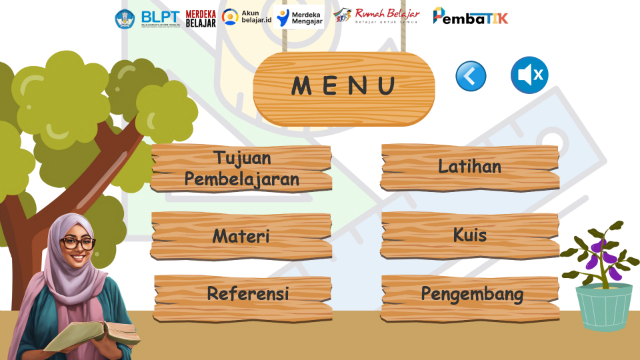 BLPT
MERDEKA
BELAJAR
Akun
belajar.id
Merdeka
Mengajar
Rumah Belajar
PembaTIK
MENU
Tujuan
Pembelajaran
Latihan
Materi
Kuis
Referensi
Pengembang